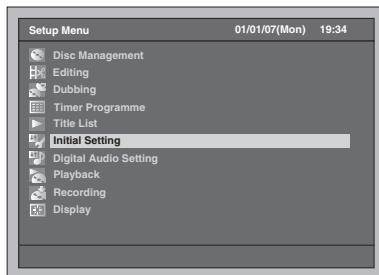 Setup Menu 01/01/07(Mon) 19:34
Disc Management
Editing
Dubbing
Timer Programme
Title List
Initial Setting
Digital Audio Setting
Playback
Recording
Display